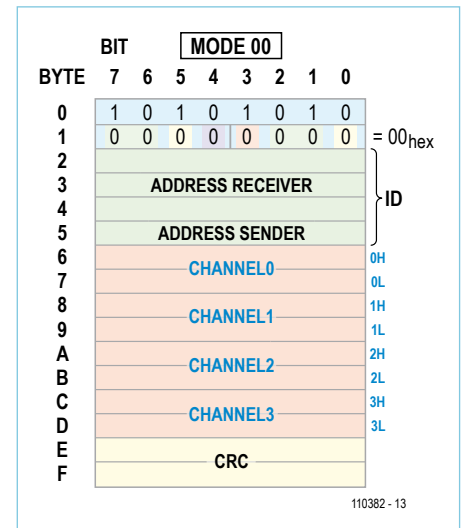 BIT MODE 00
BYTE 7 6 5 4 3 2 1 0
0 1 0 1 0 1 0 1 0
1 0 0 0 0 0 0 0 0 = 00hex
2
3 ADDRESS RECEIVER ID
4
5 ADDRESS SENDER
6 0H
CHANNEL0
7 0L
8 1H
CHANNEL1
9 1L
A 2H
CHANNEL2
B 2L
C 3H
CHANNEL3
D 3L
E
CRC
F
110382 - 13